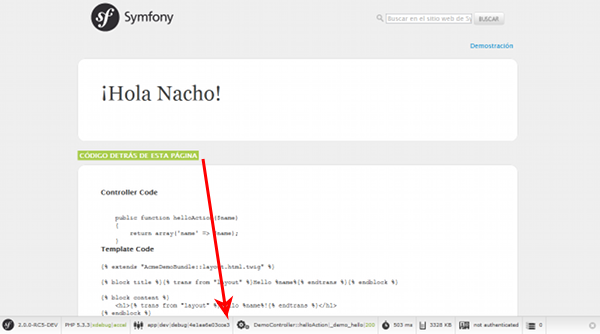 Symfony
Buscar en el sitio web de Sy
BUSCAR
Demostración
¡Hola Nacho!
CÓDIGO DETRÁS DE ESTA PÁGINA
Controller Code
public function helloAction($name)
{
return array('name' => $name);
}
Template Code
{% extends "AcmeDemoBundle::layout.html.twig" %}
{% block title %}{% trans from "layout" %}Hello %name%{% endtrans %}{% endblock %}
{% block content %}
<h1>{% trans from "layout" %}Hello %name%!{% endtrans %}</h1>
{% endblock %}
2.0.0-RC5-DEV PHP 5.3.3|xdebug|accel app|dev|debug| DemoController::helloAction|_demo_hello|200 503 ms 3328 KB not authenticated 0